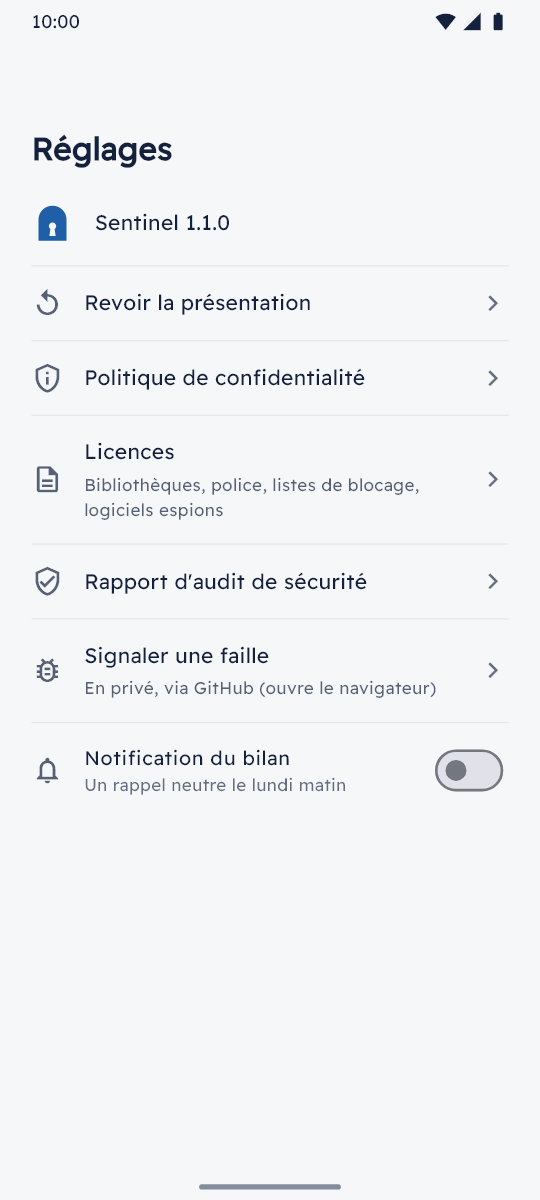 10:00
Réglages
Sentinel 1.1.0
Revoir la présentation
Politique de confidentialité
Licences
Bibliothèques, police, listes de blocage,
logiciels espions
Rapport d'audit de sécurité
Signaler une faille
En privé, via GitHub (ouvre le navigateur)
Notification du bilan
Un rappel neutre le lundi matin